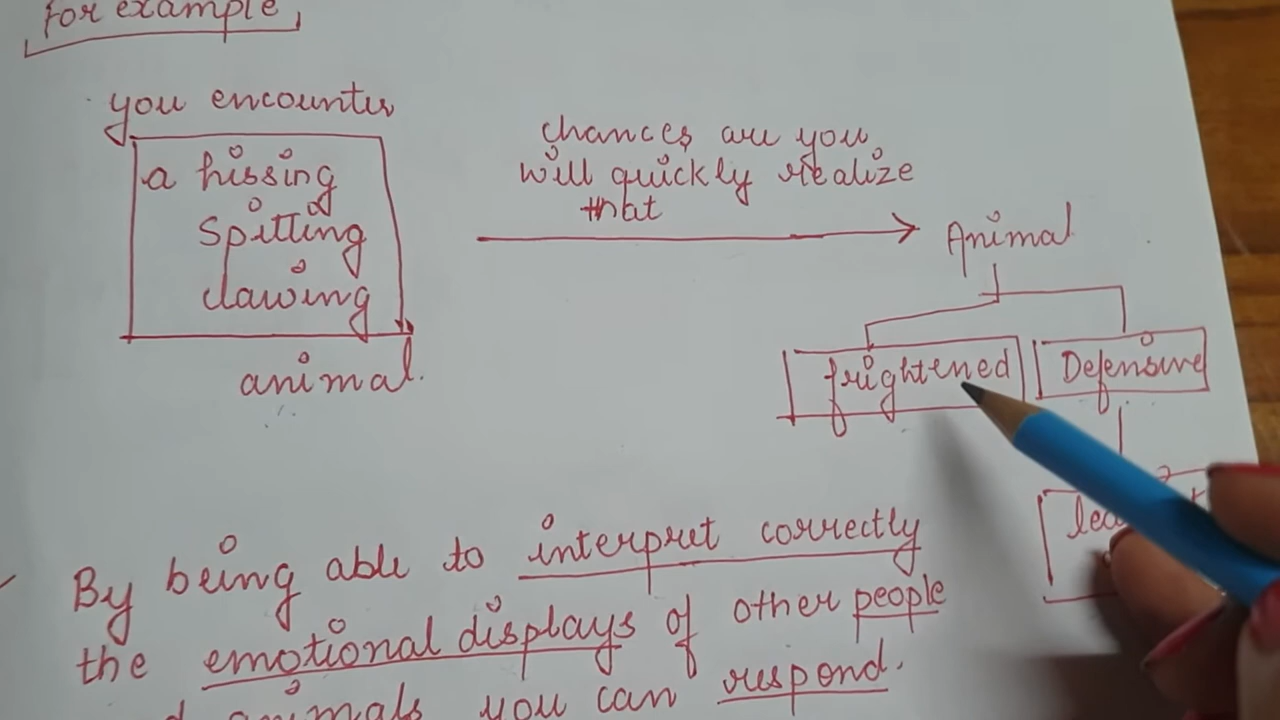 for example
you encounter
a hissing
spitting
clawing
animal.
chances are you
will quickly realize
that
Animal
frightened
Defensive
By being able to interpret correctly
the emotional displays of other people
animals you can respond.